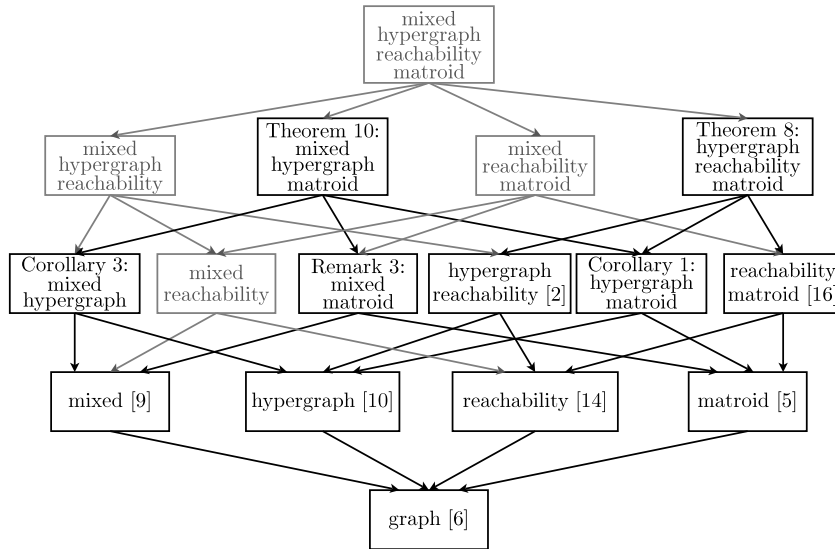 mixed
hypergraph
reachability
matroid
mixed
hypergraph
reachability
Theorem 10:
mixed
hypergraph
matroid
mixed
reachability
matroid
Theorem 8:
hypergraph
reachability
matroid
Corollary 3:
mixed
hypergraph
mixed
reachability
Remark 3:
mixed
matroid
hypergraph
reachability [2]
Corollary 1:
hypergraph
matroid
reachability
matroid [16]
mixed [9]
hypergraph [10]
reachability [14]
matroid [5]
graph [6]